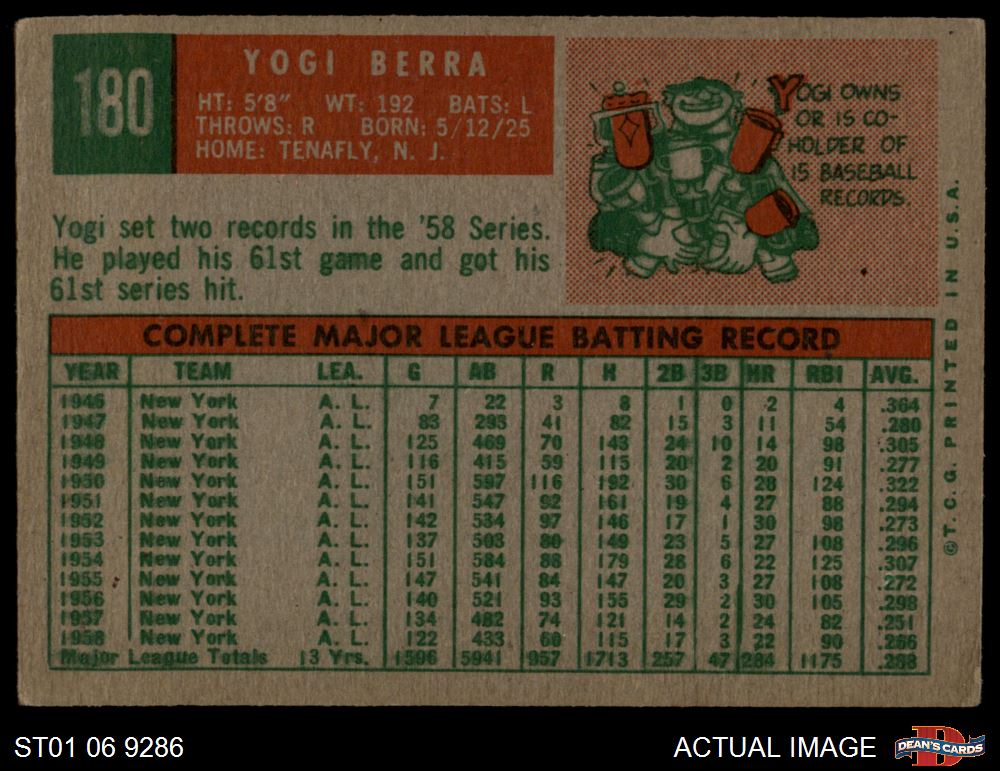 180
YOGI BERRA
HT: 5'8" WT: 192 BATS: L
THROWS: R BORN: 5/12/25
HOME: TENAFLY, N. J.
YOGI OWNS
OR IS CO-
HOLDER OF
15 BASEBALL
RECORDS.
Yogi set two records in the '58 Series.
He played his 61st game and got his
61st series hit.
COMPLETE MAJOR LEAGUE BATTING RECORD
YEAR TEAM LEA. G AB R H 2B 3B HR RBI AVG.
1946 New York A. L. 7 22 3 8 1 0 2 4 .364
1947 New York A. L. 83 293 41 82 15 3 11 54 .280
1948 New York A. L. 125 469 70 143 24 10 14 98 .305
1949 New York A. L. 116 415 59 115 20 2 20 91 .277
1950 New York A. L. 151 597 116 192 30 6 28 124 .322
1951 New York A. L. 141 547 92 161 19 4 27 88 .294
1952 New York A. L. 142 534 97 146 17 1 30 98 .273
1953 New York A. L. 137 503 80 149 23 5 27 108 .296
1954 New York A. L. 151 584 88 179 28 6 22 125 .307
1955 New York A. L. 147 541 84 147 20 3 27 108 .272
1956 New York A. L. 140 521 93 155 29 2 30 105 .298
1957 New York A. L. 134 482 74 121 14 2 24 82 .251
1958 New York A. L. 122 433 60 115 17 3 22 90 .266
Major League Totals 13 Yrs. 1596 5941 957 1713 257 47 284 1175 .288
©T.C.G. PRINTED IN U.S.A.
ST01 06 9286
ACTUAL IMAGE
DEAN'S CARDS